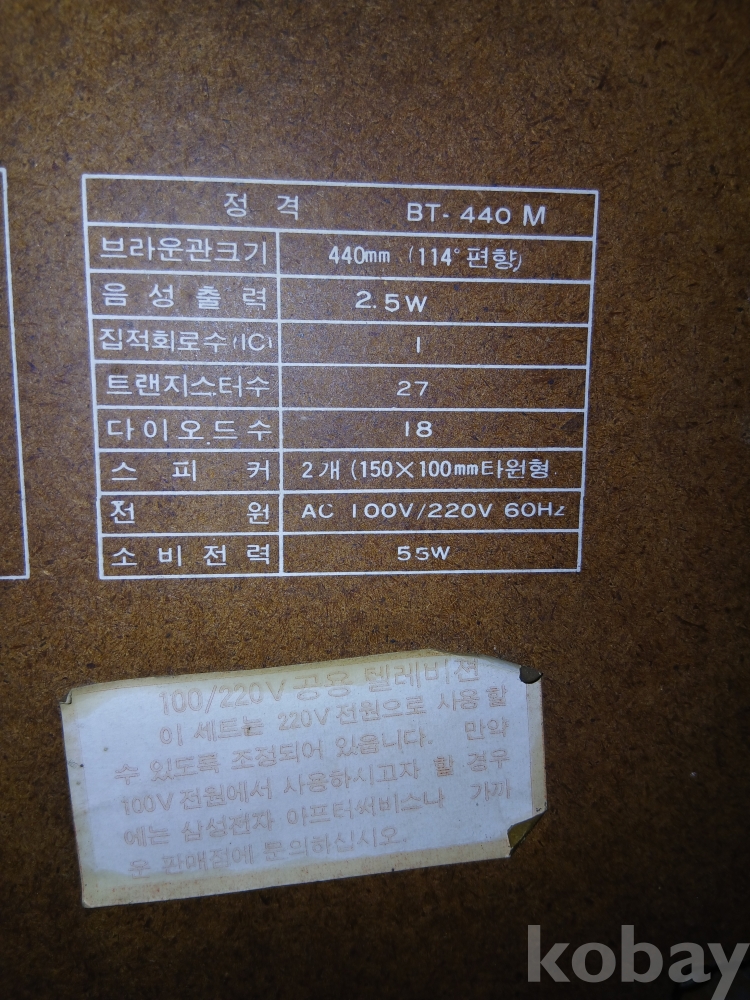 정격 BT-440 M
브라운관크기 440mm (114° 편향)
음성출력 2.5W
집적회로수(IC) 1
트랜지스터수 27
다이오드수 18
스피커 2개 (150×100mm타원형.
전원 AC 100V/220V 60Hz
소비전력 55W
100/220V 공용 텔레비젼
이 세트는 220V 전원으로 사용할
수 있도록 조정되어 있읍니다. 만약
100V 전원에서 사용하시고자 할 경우
에는 삼성전자 아프터써비스나 가까
운 판매점에 문의하십시오.
kobay